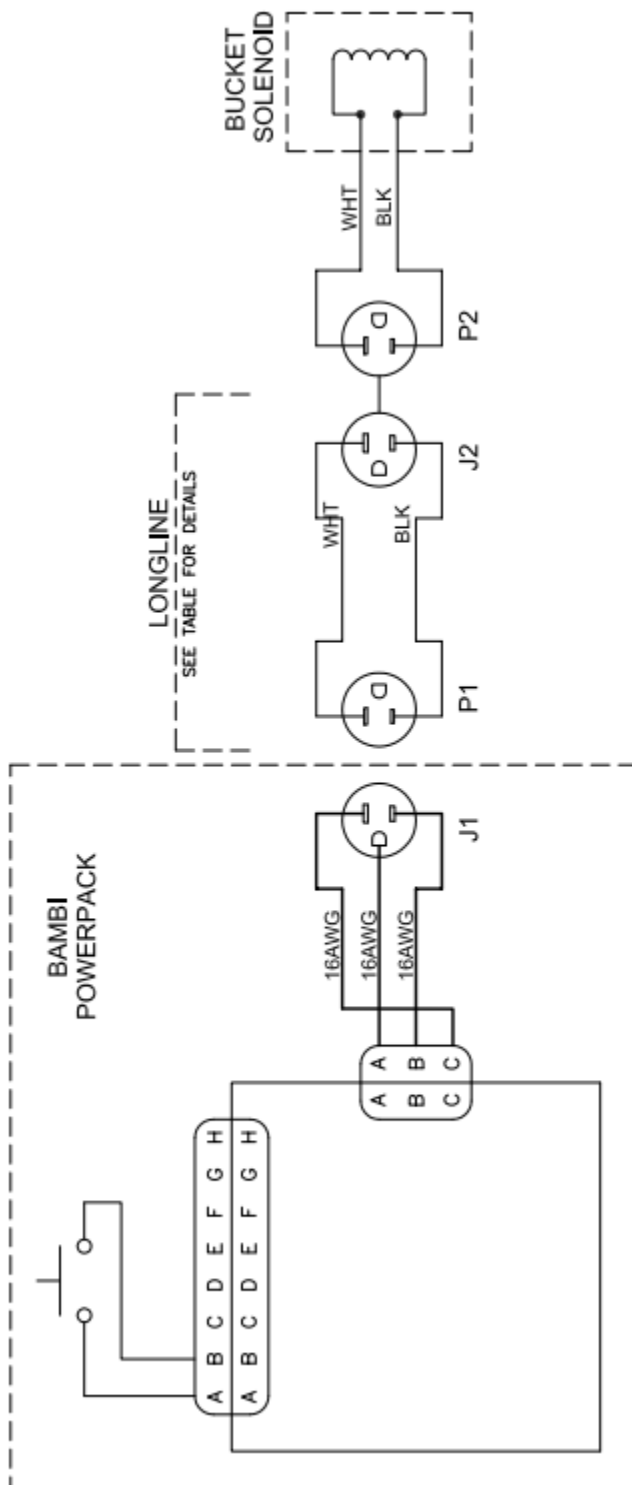 BAMBI
POWERPACK
A B C D E F G H
A B C D E F G H
A A
B B
C C
16AWG
16AWG
16AWG
J1
LONGLINE
SEE TABLE FOR DETAILS
P1
WHT
BLK
J2
P2
WHT
BLK
BUCKET
SOLENOID